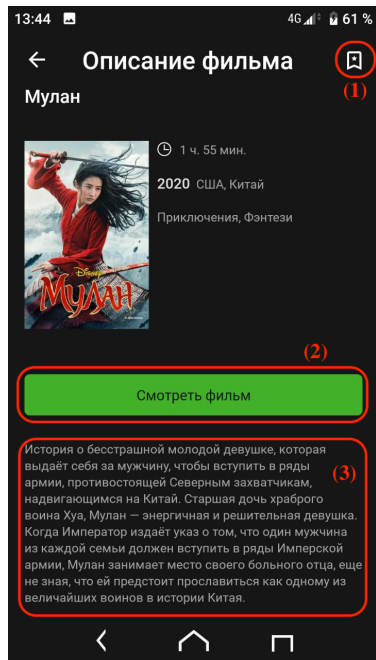 13:44 4G 61 %
Описание фильма
(1)
Мулан
1 ч. 55 мин.
2020 США, Китай
Приключения, Фэнтези
Disney
МУЛАН
(2)
Смотреть фильм
(3)
История о бесстрашной молодой девушке, которая
выдаёт себя за мужчину, чтобы вступить в ряды
армии, противостоящей Северным захватчикам,
надвигающимся на Китай. Старшая дочь храброго
воина Хуа, Мулан — энергичная и решительная девушка.
Когда Император издаёт указ о том, что один мужчина
из каждой семьи должен вступить в ряды Имперской
армии, Мулан занимает место своего больного отца, еще
не зная, что ей предстоит прославиться как одному из
величайших воинов в истории Китая.